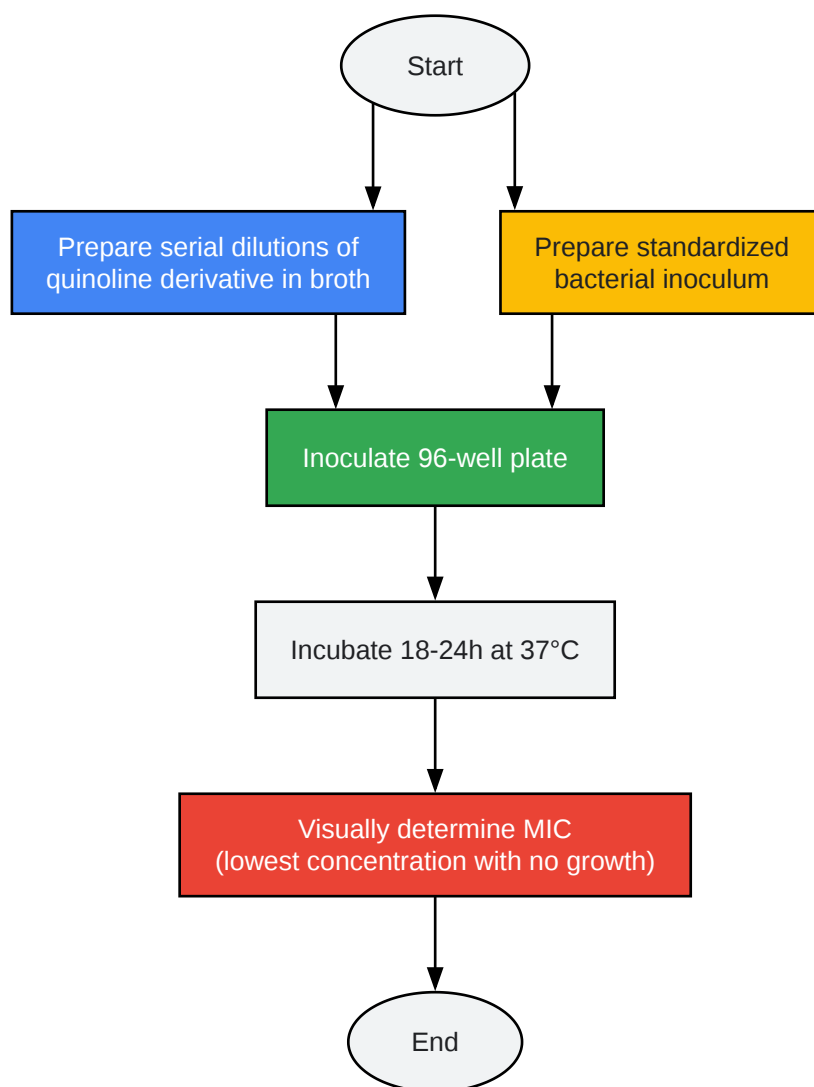 Start
Prepare serial dilutions of
quinoline derivative in broth
Prepare standardized
bacterial inoculum
Inoculate 96-well plate
Incubate 18-24h at 37°C
Visually determine MIC
(lowest concentration with no growth)
End